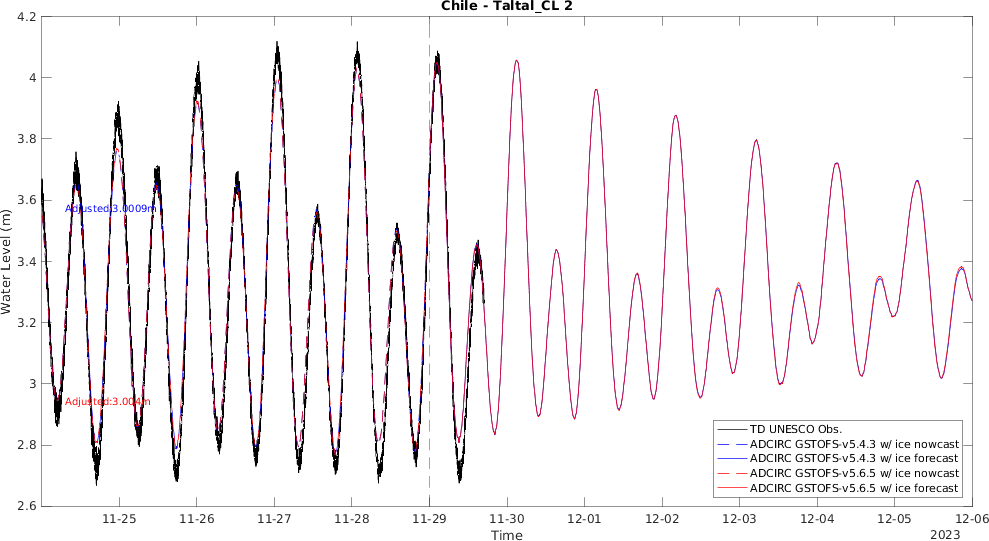 Chile - Taltal_CL 2
4.2
4
3.8
3.6
3.4
3.2
3
2.8
2.6
Water Level (m)
Adjusted:3.0009m
Adjusted:3.004m
TD UNESCO Obs.
ADCIRC GSTOFS-v5.4.3 w/ ice nowcast
ADCIRC GSTOFS-v5.4.3 w/ ice forecast
ADCIRC GSTOFS-v5.6.5 w/ ice nowcast
ADCIRC GSTOFS-v5.6.5 w/ ice forecast
11-25 11-26 11-27 11-28 11-29 11-30 12-01 12-02 12-03 12-04 12-05 12-06
Time
2023